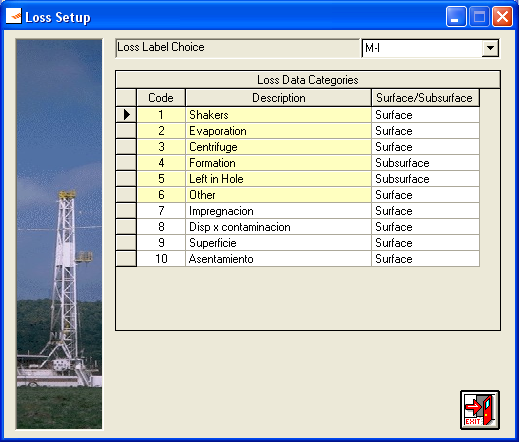 Loss Setup
Loss Label Choice M-I
Loss Data Categories
Code Description Surface/Subsurface
1 Shakers Surface
2 Evaporation Surface
3 Centrifuge Surface
4 Formation Subsurface
5 Left in Hole Subsurface
6 Other Surface
7 Impregnacion Surface
8 Disp x contaminacion Surface
9 Superficie Surface
10 Asentamiento Surface
EXIT